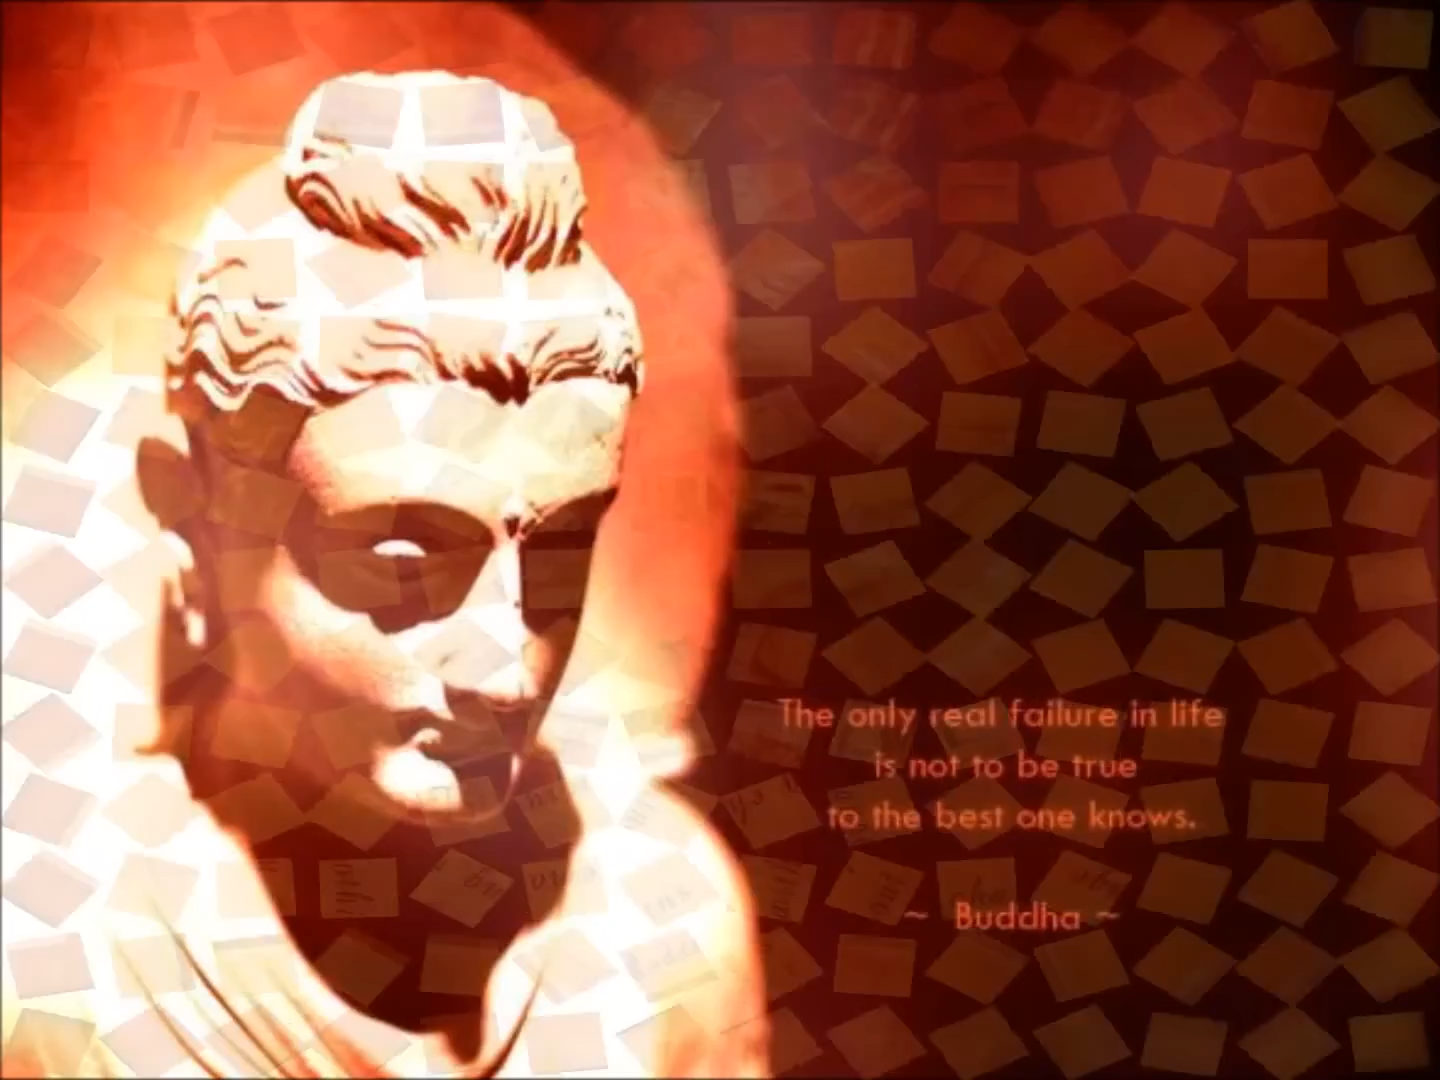 The only real failure in life
is not to be true
to the best one knows.
~ Buddha ~